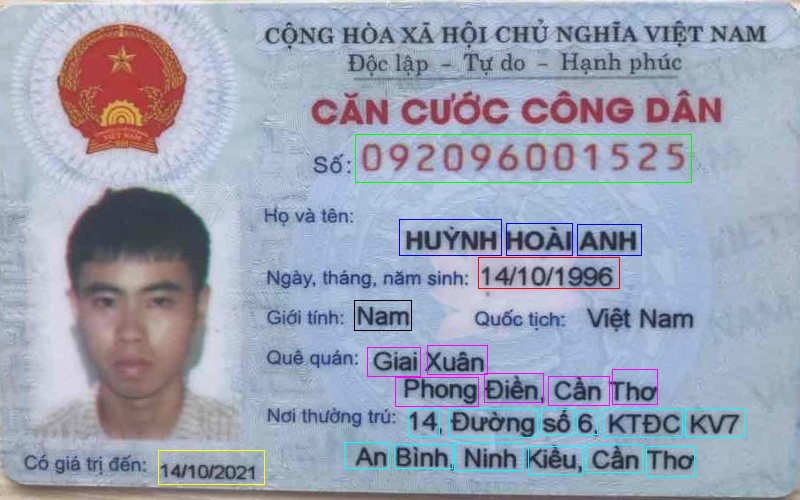 CỘNG HÒA XÃ HỘI CHỦ NGHĨA VIỆT NAM
Độc lập - Tự do - Hạnh phúc
CĂN CƯỚC CÔNG DÂN
Số: 092096001525
Họ và tên:
HUỲNH HOÀI ANH
Ngày, tháng, năm sinh: 14/10/1996
Giới tính: Nam Quốc tịch: Việt Nam
Quê quán: Giai Xuân
Phong Điền, Cần Thơ
Nơi thường trú: 14, Đường số 6, KTĐC KV7
An Bình, Ninh Kiều, Cần Thơ
Có giá trị đến: 14/10/2021